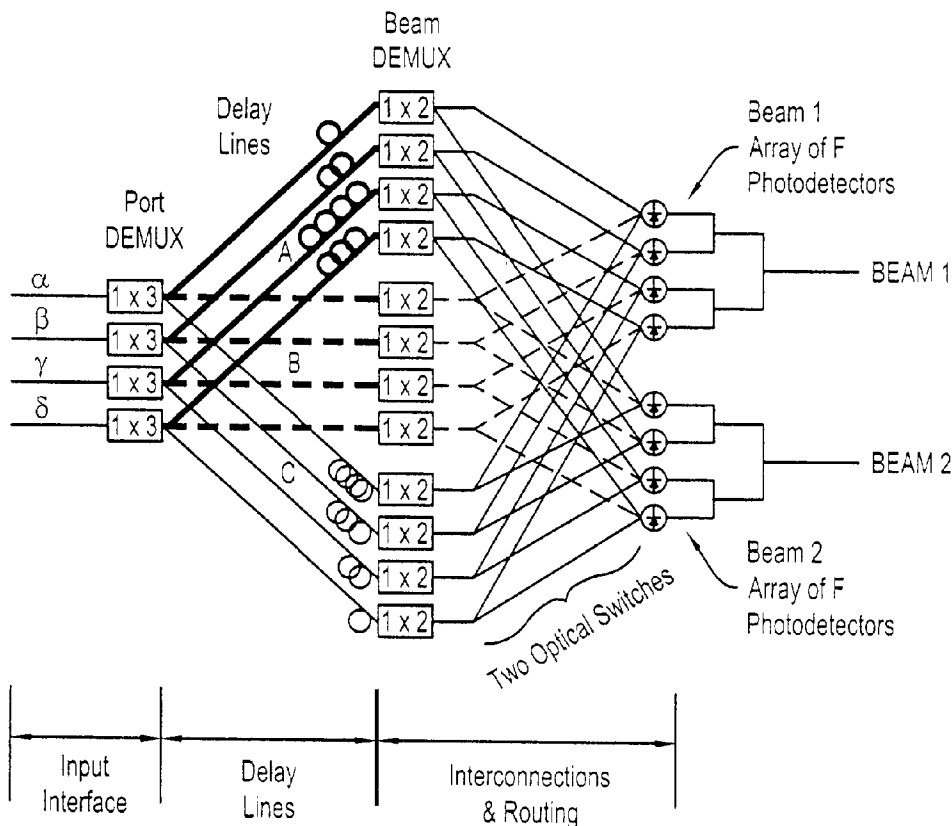 Beam
DEMUX
Delay
Lines
Port
DEMUX
1 x 2
1 x 2
1 x 2
1 x 2
1 x 2
1 x 2
1 x 2
1 x 2
1 x 2
1 x 2
1 x 2
1 x 2
α
β
γ
δ
1 x 3
1 x 3
1 x 3
1 x 3
A
B
C
Beam 1
Array of F
Photodetectors
BEAM 1
BEAM 2
Beam 2
Array of F
Photodetectors
Two Optical Switches
Input
Interface
Delay
Lines
Interconnections
& Routing